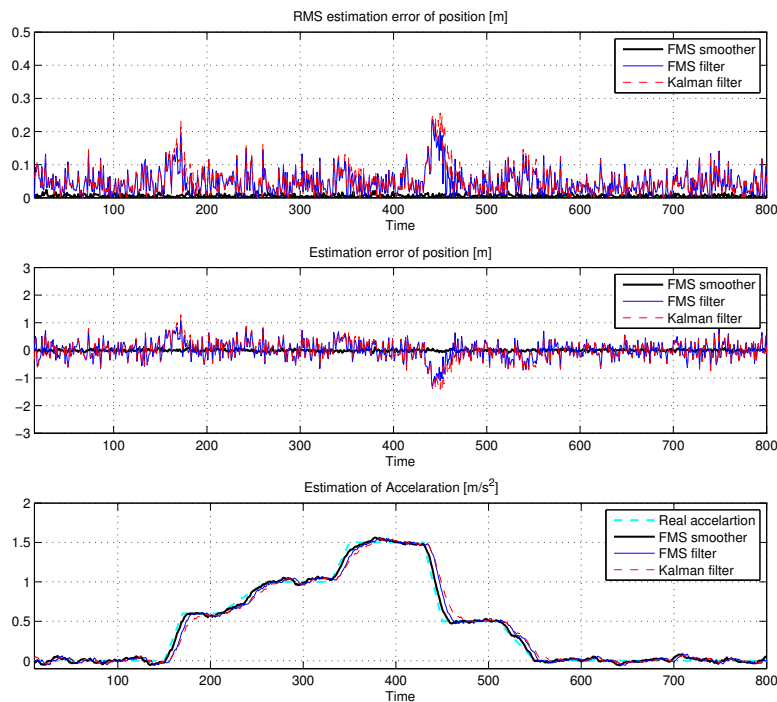 RMS estimation error of position [m]
0.5
0.4
0.3
0.2
0.1
0
FMS smoother
FMS filter
Kalman filter
100 200 300 400 500 600 700 800
Time
Estimation error of position [m]
3
2
1
0
−1
−2
−3
FMS smoother
FMS filter
Kalman filter
100 200 300 400 500 600 700 800
Time
Estimation of Accelaration [m/s²]
2
1.5
1
0.5
0
Real accelartion
FMS smoother
FMS filter
Kalman filter
100 200 300 400 500 600 700 800
Time